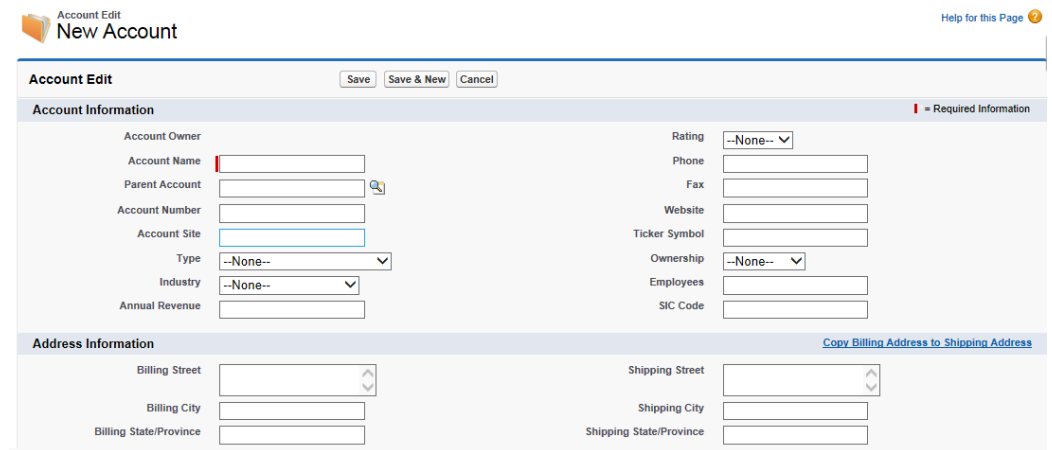 Account Edit
New Account
Help for this Page
Account Edit Save Save & New Cancel
Account Information = Required Information
Account Owner Rating --None--
Account Name Phone
Parent Account Fax
Account Number Website
Account Site Ticker Symbol
Type --None-- Ownership --None--
Industry --None-- Employees
Annual Revenue SIC Code
Address Information Copy Billing Address to Shipping Address
Billing Street Shipping Street
Billing City Shipping City
Billing State/Province Shipping State/Province